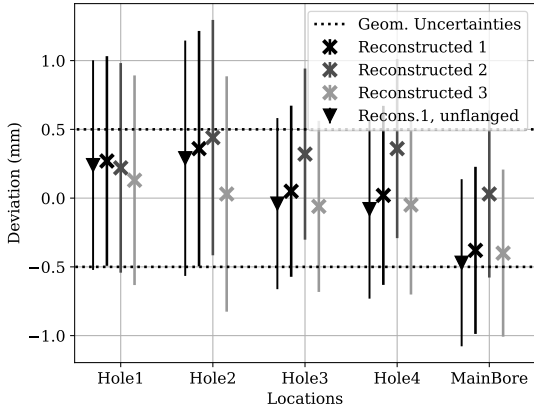 Geom. Uncertainties
Reconstructed 1
Reconstructed 2
Reconstructed 3
Recons.1, unflanged
Deviation (mm)
1.0
0.5
0.0
−0.5
−1.0
Hole1 Hole2 Hole3 Hole4 MainBore
Locations